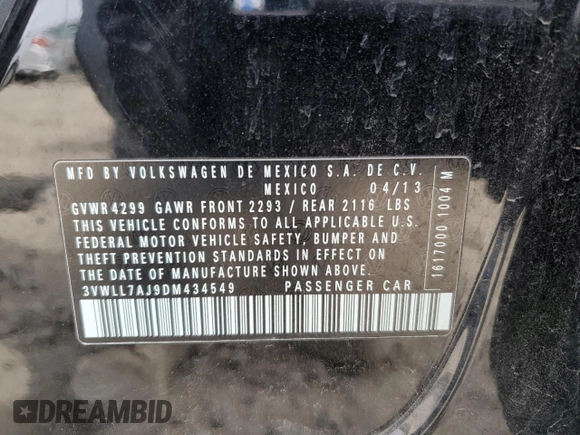 MFD BY VOLKSWAGEN DE MEXICO S.A. DE C.V.
MEXICO 04/13
GVWR 4299 GAWR FRONT 2293 / REAR 2116 LBS
THIS VEHICLE CONFORMS TO ALL APPLICABLE U.S.
FEDERAL MOTOR VEHICLE SAFETY, BUMPER AND
THEFT PREVENTION STANDARDS IN EFFECT ON
THE DATE OF MANUFACTURE SHOWN ABOVE.
3VWLL7AJ9DM434549 PASSENGER CAR
1617000 1004 M
DREAMBID